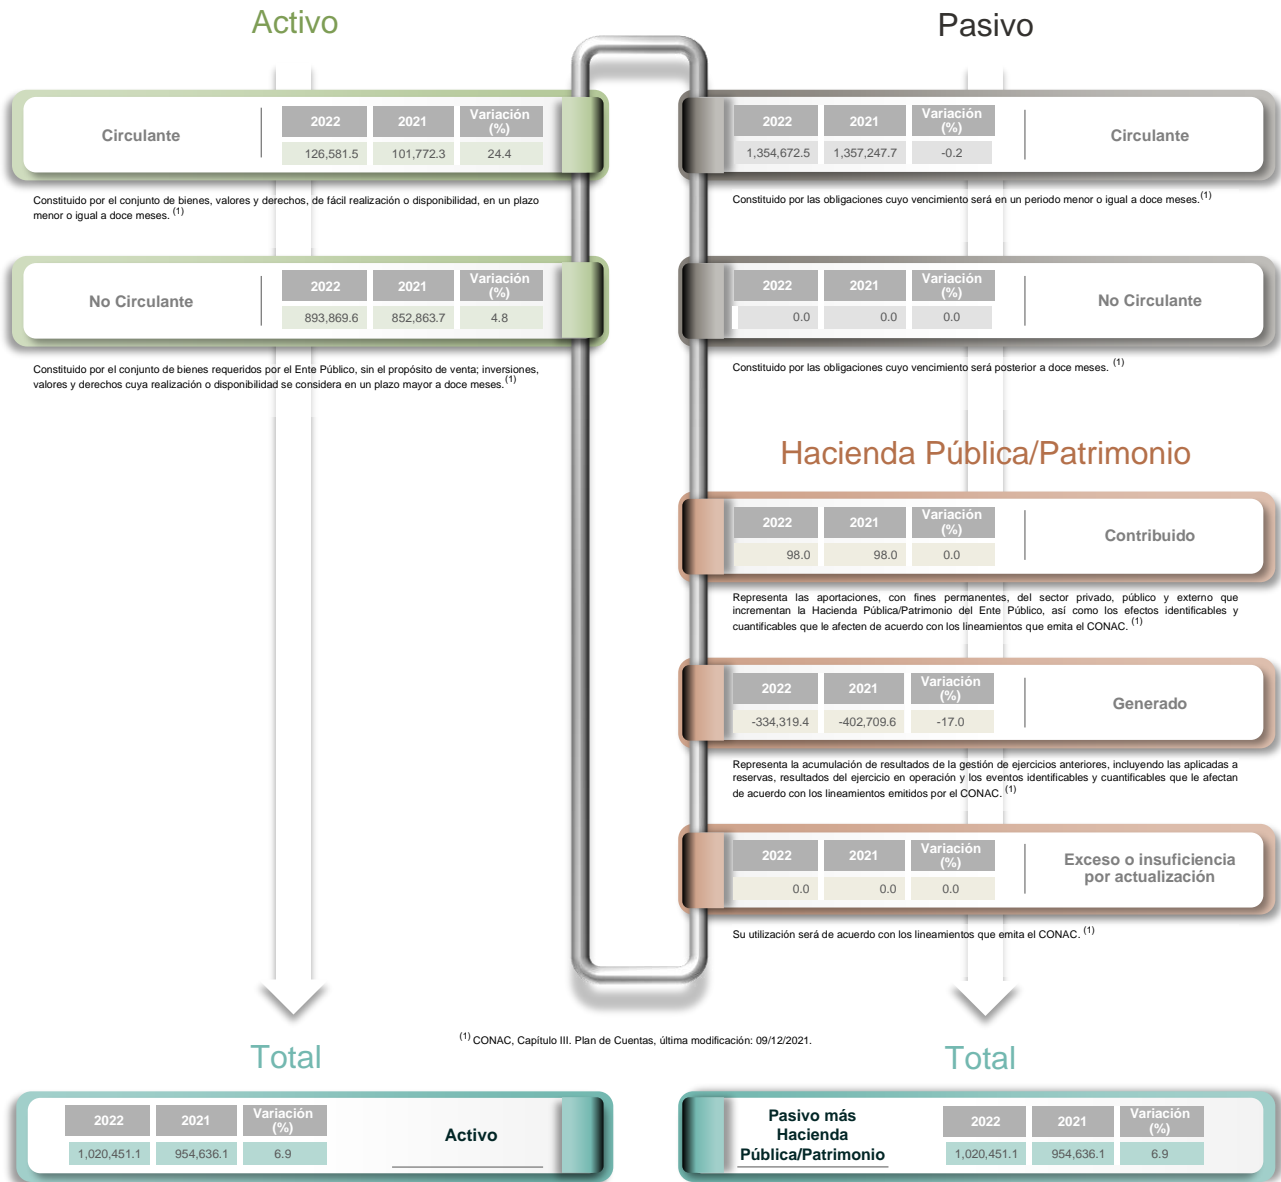 Activo
Circulante
2022 2021 Variación (%)
126,581.5 101,772.3 24.4
Constituido por el conjunto de bienes, valores y derechos, de fácil realización o disponibilidad, en un plazo
menor o igual a doce meses. (1)
No Circulante
2022 2021 Variación (%)
893,869.6 852,863.7 4.8
Constituido por el conjunto de bienes requeridos por el Ente Público, sin el propósito de venta; inversiones,
valores y derechos cuya realización o disponibilidad se considera en un plazo mayor a doce meses. (1)
Pasivo
2022 2021 Variación (%)
1,354,672.5 1,357,247.7 -0.2
Circulante
Constituido por las obligaciones cuyo vencimiento será en un periodo menor o igual a doce meses. (1)
2022 2021 Variación (%)
0.0 0.0 0.0
No Circulante
Constituido por las obligaciones cuyo vencimiento será posterior a doce meses. (1)
Hacienda Pública/Patrimonio
2022 2021 Variación (%)
98.0 98.0 0.0
Contribuido
Representa las aportaciones, con fines permanentes, del sector privado, público y externo que
incrementan la Hacienda Pública/Patrimonio del Ente Público, así como los efectos identificables y
cuantificables que le afecten de acuerdo con los lineamientos que emita el CONAC. (1)
2022 2021 Variación (%)
-334,319.4 -402,709.6 -17.0
Generado
Representa la acumulación de resultados de la gestión de ejercicios anteriores, incluyendo las aplicadas a
reservas, resultados del ejercicio en operación y los eventos identificables y cuantificables que le afectan
de acuerdo con los lineamientos emitidos por el CONAC. (1)
2022 2021 Variación (%)
0.0 0.0 0.0
Exceso o insuficiencia
por actualización
Su utilización será de acuerdo con los lineamientos que emita el CONAC. (1)
(1) CONAC, Capítulo III. Plan de Cuentas, última modificación: 09/12/2021.
Total
2022 2021 Variación (%)
1,020,451.1 954,636.1 6.9
Activo
Total
Pasivo más
Hacienda
Pública/Patrimonio
2022 2021 Variación (%)
1,020,451.1 954,636.1 6.9